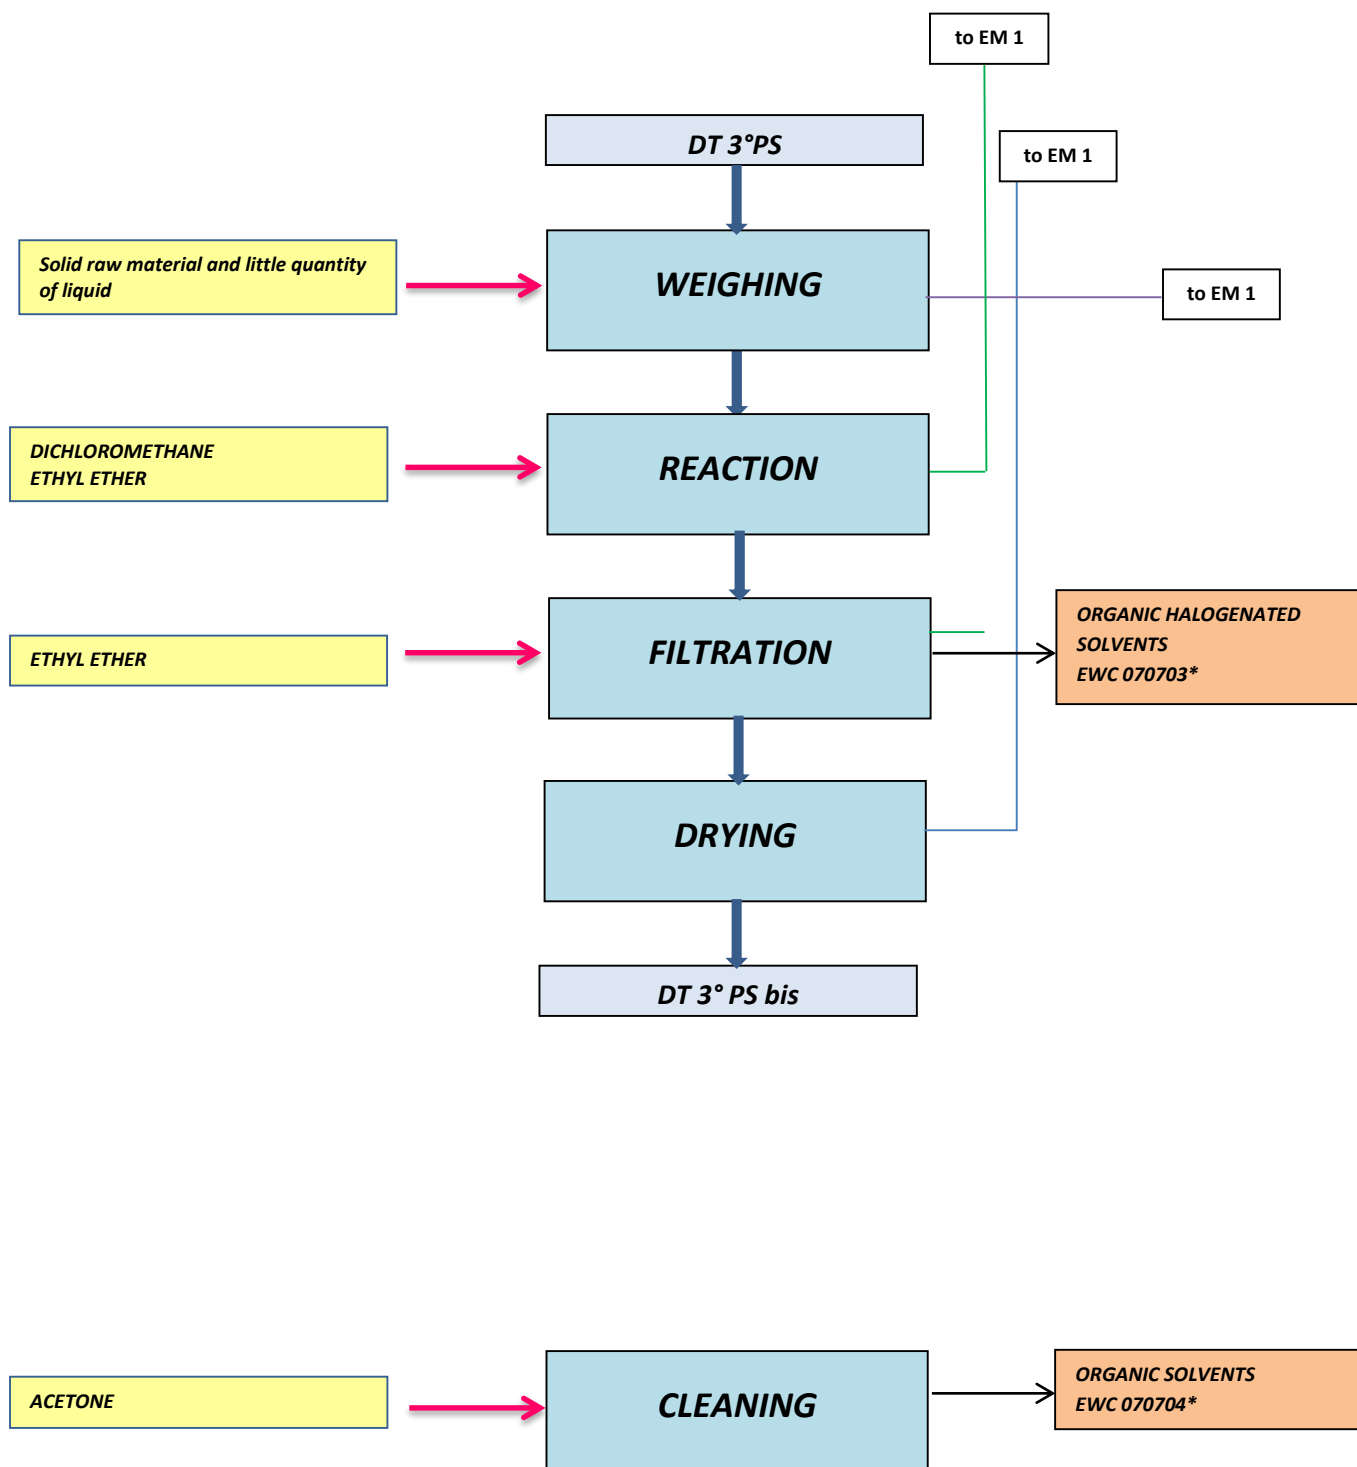 to EM 1
DT 3°PS
to EM 1
Solid raw material and little quantity
of liquid
WEIGHING
to EM 1
DICHLOROMETHANE
ETHYL ETHER
REACTION
ETHYL ETHER
FILTRATION
ORGANIC HALOGENATED
SOLVENTS
EWC 070703*
DRYING
DT 3° PS bis
ACETONE
CLEANING
ORGANIC SOLVENTS
EWC 070704*